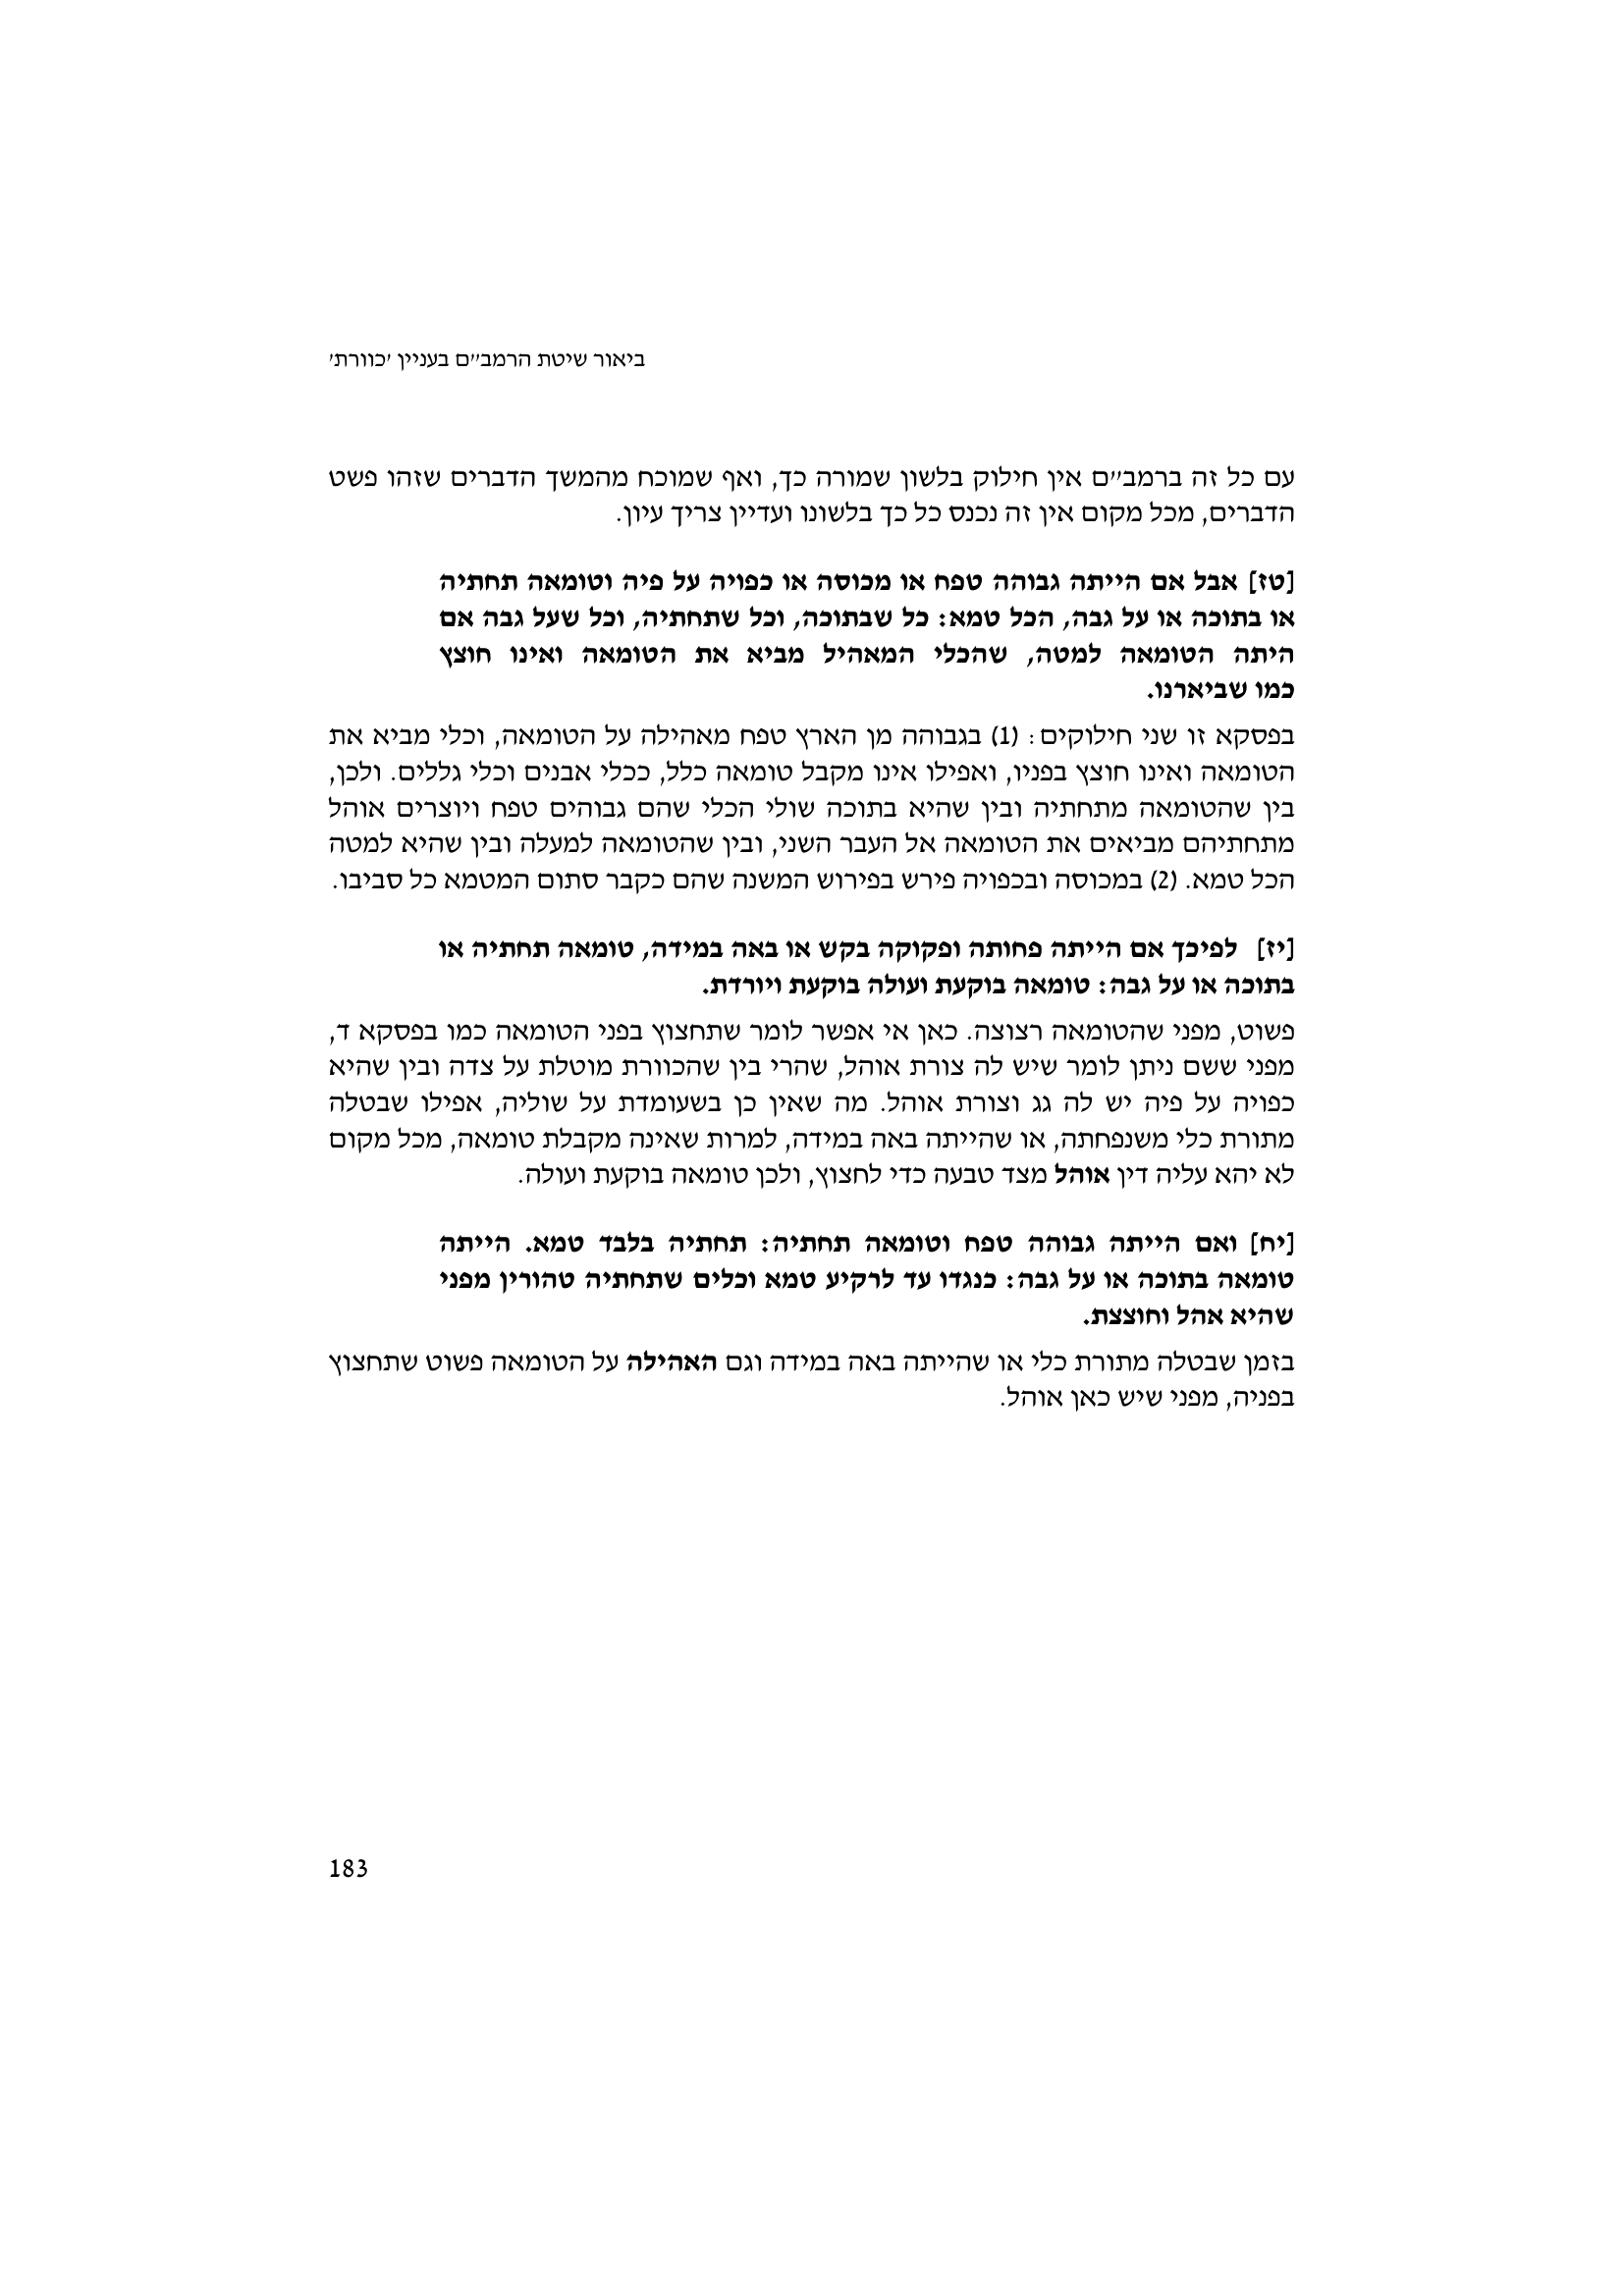 ביאור שיטת הרמב״ם בעניין ׳כוורת׳
עם כל זה ברמב״ם אין חילוק בלשון שמורה כך, ואף שמוכח מהמשך הדברים שזהו פשט
הדברים, מכל מקום אין זה נכנס כל כך בלשונו ועדיין צריך עיון.
[טז] אבל אם הייתה גבוהה טפח או מכוסה או כפויה על פיה וטומאה תחתיה
או בתוכה או על גבה, הכל טמא: כל שבתוכה, וכל שתחתיה, וכל שעל גבה אם
היתה הטומאה למטה, שהכלי המאהיל מביא את הטומאה ואינו חוצץ
כמו שביארנו.
בפסקא זו שני חילוקים: (1) בגבוהה מן הארץ טפח מאהילה על הטומאה, וכלי מביא את
הטומאה ואינו חוצץ בפניו, ואפילו אינו מקבל טומאה כלל, ככלי אבנים וכלי גללים. ולכן,
בין שהטומאה מתחתיה ובין שהיא בתוכה שולי הכלי שהם גבוהים טפח ויוצרים אוהל
מתחתיהם מביאים את הטומאה אל העבר השני, ובין שהטומאה למעלה ובין שהיא למטה
הכל טמא. (2) במכוסה ובכפויה פירש בפירוש המשנה שהם כקבר סתום המטמא כל סביבו.
[יז] לפיכך אם הייתה פחותה ופקוקה בקש או באה במידה, טומאה תחתיה או
בתוכה או על גבה: טומאה בוקעת ועולה בוקעת ויורדת.
פשוט, מפני שהטומאה רצוצה. כאן אי אפשר לומר שתחצוץ בפני הטומאה כמו בפסקא ד,
מפני ששם ניתן לומר שיש לה צורת אוהל, שהרי בין שהכוורת מוטלת על צדה ובין שהיא
כפויה על פיה יש לה גג וצורת אוהל. מה שאין כן בשעומדת על שוליה, אפילו שבטלה
מתורת כלי משנפחתה, או שהייתה באה במידה, למרות שאינה מקבלת טומאה, מכל מקום
לא יהא עליה דין אוהל מצד טבעה כדי לחצוץ, ולכן טומאה בוקעת ועולה.
[יח] ואם הייתה גבוהה טפח וטומאה תחתיה: תחתיה בלבד טמא. הייתה
טומאה בתוכה או על גבה: כנגדו עד לרקיע טמא וכלים שתחתיה טהורין מפני
שהיא אהל וחוצצת.
בזמן שבטלה מתורת כלי או שהייתה באה במידה וגם האהילה על הטומאה פשוט שתחצוץ
בפניה, מפני שיש כאן אוהל.
183